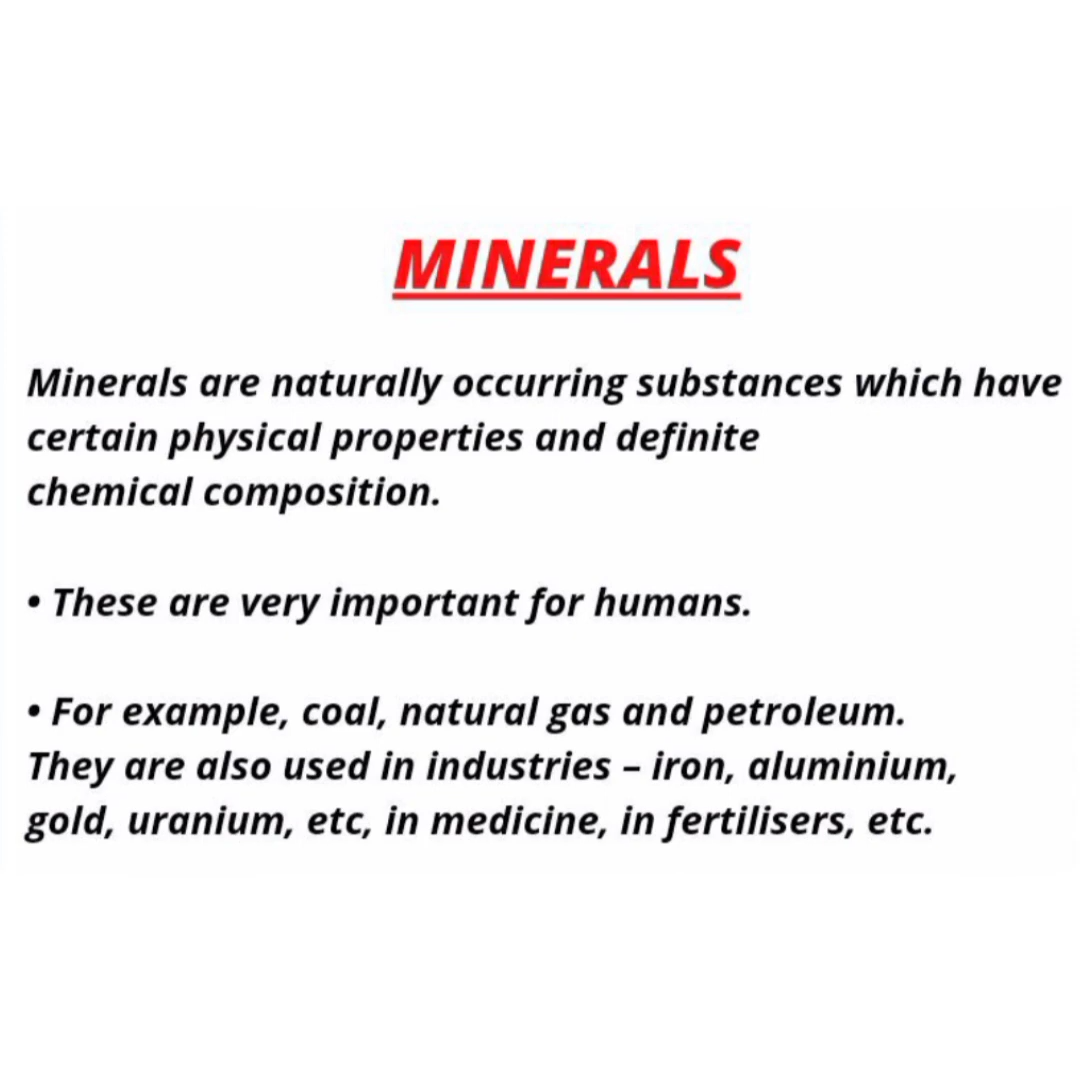 MINERALS
Minerals are naturally occurring substances which have
certain physical properties and definite
chemical composition.
• These are very important for humans.
• For example, coal, natural gas and petroleum.
They are also used in industries – iron, aluminium,
gold, uranium, etc, in medicine, in fertilisers, etc.